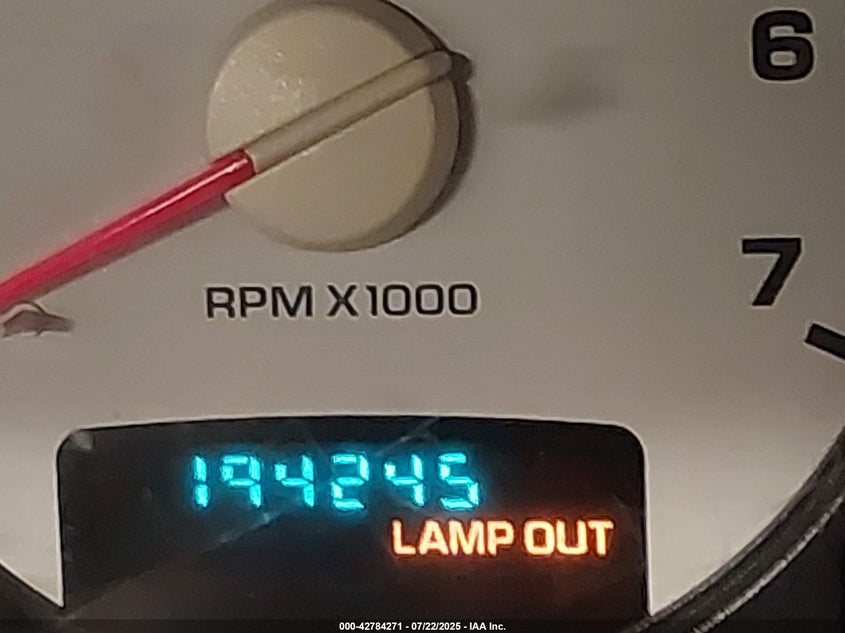 6
7
RPM X1000
194245
LAMP OUT
000-42784271 - 07/22/2025 - IAA Inc.